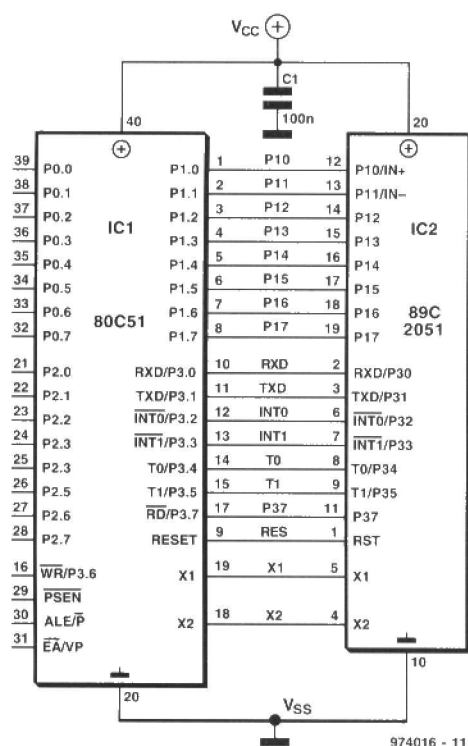 VCC
C1
100n
40
20
39 P0.0 P1.0 1 P10 12 P10/IN+
38 P0.1 P1.1 2 P11 13 P11/IN−
37 P0.2 P1.2 3 P12 14 P12
IC1 IC2
36 P0.3 P1.3 4 P13 15 P13
35 P0.4 P1.4 5 P14 16 P14
34 P0.5 P1.5 6 P15 17 P15
33 P0.6 P1.6 7 P16 18 P16
80C51 89C
2051
32 P0.7 P1.7 8 P17 19 P17
21 P2.0 RXD/P3.0 10 RXD 2 RXD/P30
22 P2.1 TXD/P3.1 11 TXD 3 TXD/P31
23 P2.2 INT0/P3.2 12 INT0 6 INT0/P32
24 P2.3 INT1/P3.3 13 INT1 7 INT1/P33
25 P2.3 T0/P3.4 14 T0 8 T0/P34
26 P2.5 T1/P3.5 15 T1 9 T1/P35
27 P2.6 RD/P3.7 17 P37 11 P37
28 P2.7 RESET 9 RES 1 RST
16 WR/P3.6 X1 19 X1 5 X1
29 PSEN
30 ALE/P X2 18 X2 4 X2
31 EA/VP
20
10
VSS
974016 - 11